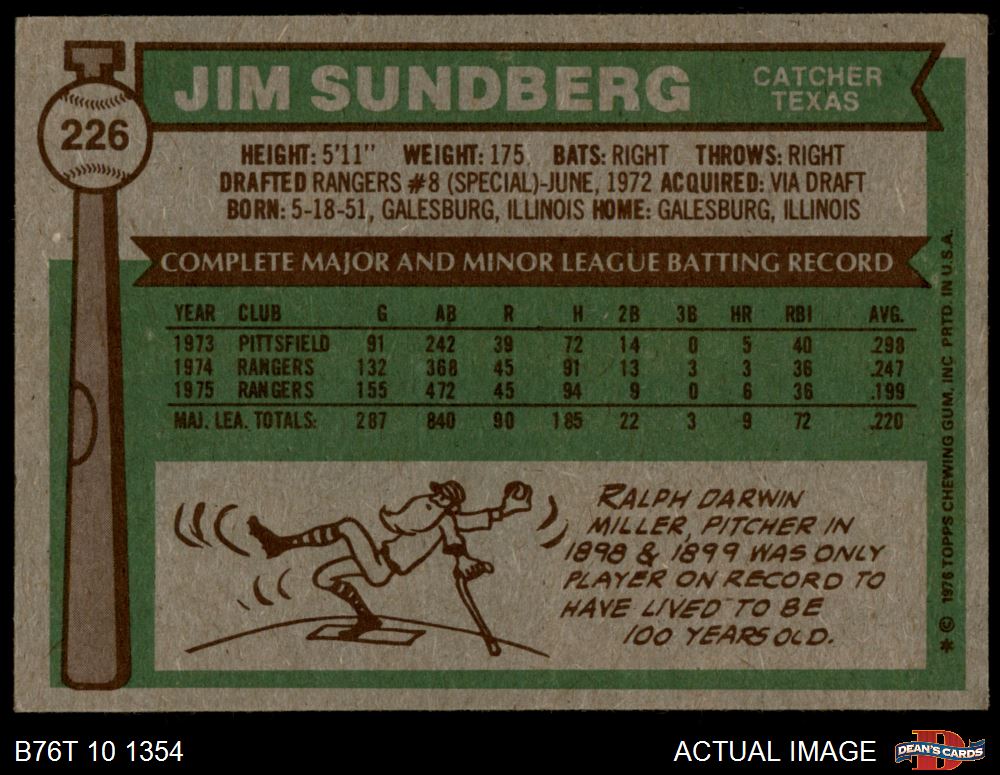 226
JIM SUNDBERG
CATCHER
TEXAS
HEIGHT: 5'11" WEIGHT: 175 BATS: RIGHT THROWS: RIGHT
DRAFTED RANGERS #8 (SPECIAL)-JUNE, 1972 ACQUIRED: VIA DRAFT
BORN: 5-18-51, GALESBURG, ILLINOIS HOME: GALESBURG, ILLINOIS
COMPLETE MAJOR AND MINOR LEAGUE BATTING RECORD
YEAR CLUB G AB R H 2B 3B HR RBI AVG.
1973 PITTSFIELD 91 242 39 72 14 0 5 40 .298
1974 RANGERS 132 368 45 91 13 3 3 36 .247
1975 RANGERS 155 472 45 94 9 0 6 36 .199
MAJ. LEA. TOTALS: 287 840 90 185 22 3 9 72 .220
RALPH DARWIN
MILLER, PITCHER IN
1898 & 1899 WAS ONLY
PLAYER ON RECORD TO
HAVE LIVED TO BE
100 YEARS OLD.
* © 1976 TOPPS CHEWING GUM, INC. PRTD. IN U.S.A.
B76T 10 1354
ACTUAL IMAGE
DEAN'S CARDS